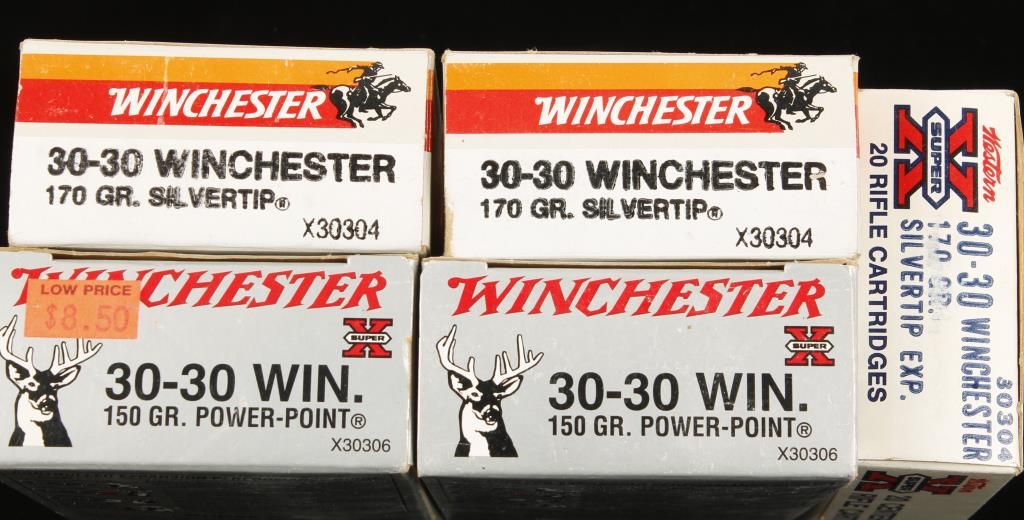 WINCHESTER
30-30 WINCHESTER
170 GR. SILVERTIP®
X30304
WINCHESTER
30-30 WINCHESTER
170 GR. SILVERTIP®
X30304
Western
SUPER X
20 RIFLE CARTRIDGES
30-30 WINCHESTER
170 GR.
SILVERTIP EXP.
30304
WINCHESTER
LOW PRICE
$8.50
SUPER X
30-30 WIN.
150 GR. POWER-POINT®
X30306
WINCHESTER
SUPER X
30-30 WIN.
150 GR. POWER-POINT®
X30306